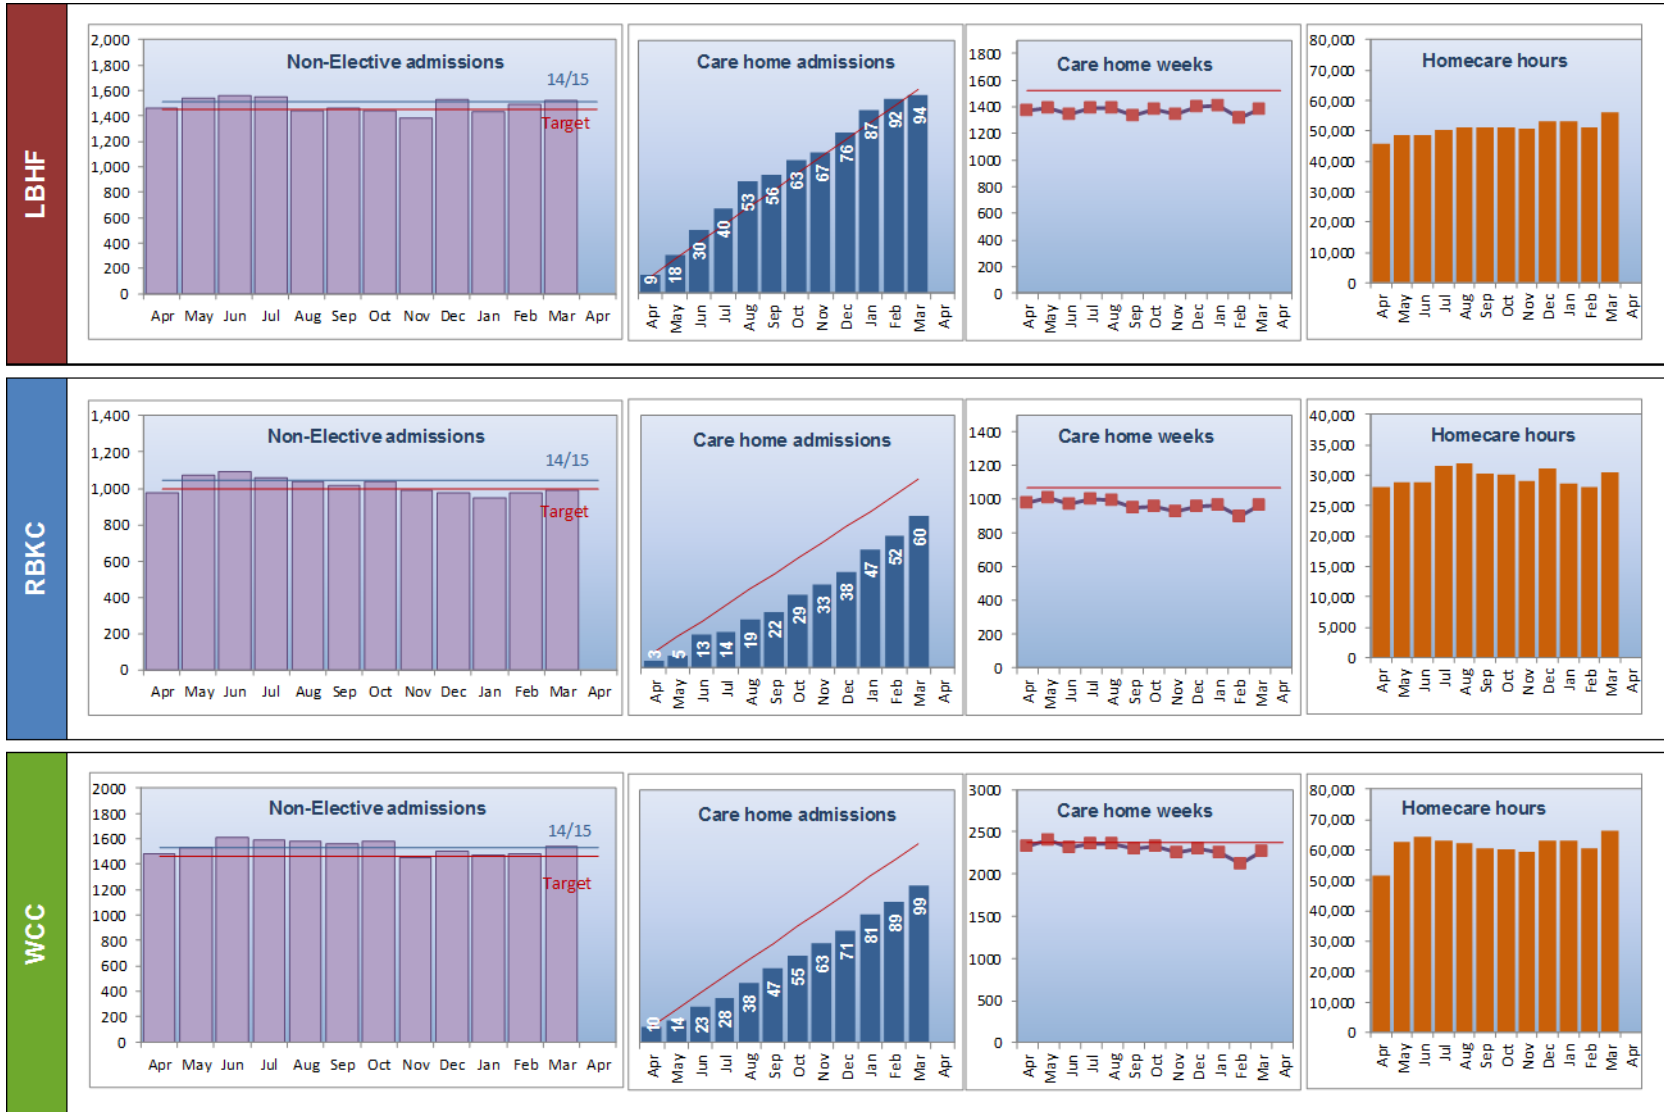 LBHF
Non-Elective admissions
14/15
Target
2,000
1,800
1,600
1,400
1,200
1,000
800
600
400
200
0
Apr May Jun Jul Aug Sep Oct Nov Dec Jan Feb Mar Apr
Care home admissions
9 18 30 40 53 56 63 67 76 87 92 94
Apr May Jun Jul Aug Sep Oct Nov Dec Jan Feb Mar Apr
Care home weeks
1800
1600
1400
1200
1000
800
600
400
200
0
Apr May Jun Jul Aug Sep Oct Nov Dec Jan Feb Mar Apr
Homecare hours
80,000
70,000
60,000
50,000
40,000
30,000
20,000
10,000
0
Apr May Jun Jul Aug Sep Oct Nov Dec Jan Feb Mar Apr
RBKC
Non-Elective admissions
14/15
Target
1,400
1,200
1,000
800
600
400
200
0
Apr May Jun Jul Aug Sep Oct Nov Dec Jan Feb Mar Apr
Care home admissions
3 5 13 14 19 22 29 33 38 47 52 60
Apr May Jun Jul Aug Sep Oct Nov Dec Jan Feb Mar Apr
Care home weeks
1400
1200
1000
800
600
400
200
0
Apr May Jun Jul Aug Sep Oct Nov Dec Jan Feb Mar Apr
Homecare hours
40,000
35,000
30,000
25,000
20,000
15,000
10,000
5,000
0
Apr May Jun Jul Aug Sep Oct Nov Dec Jan Feb Mar Apr
WCC
Non-Elective admissions
14/15
Target
2000
1800
1600
1400
1200
1000
800
600
400
200
0
Apr May Jun Jul Aug Sep Oct Nov Dec Jan Feb Mar Apr
Care home admissions
10 14 23 28 38 47 55 63 71 81 89 99
Apr May Jun Jul Aug Sep Oct Nov Dec Jan Feb Mar Apr
Care home weeks
3000
2500
2000
1500
1000
500
0
Apr May Jun Jul Aug Sep Oct Nov Dec Jan Feb Mar Apr
Homecare hours
80,000
70,000
60,000
50,000
40,000
30,000
20,000
10,000
0
Apr May Jun Jul Aug Sep Oct Nov Dec Jan Feb Mar Apr